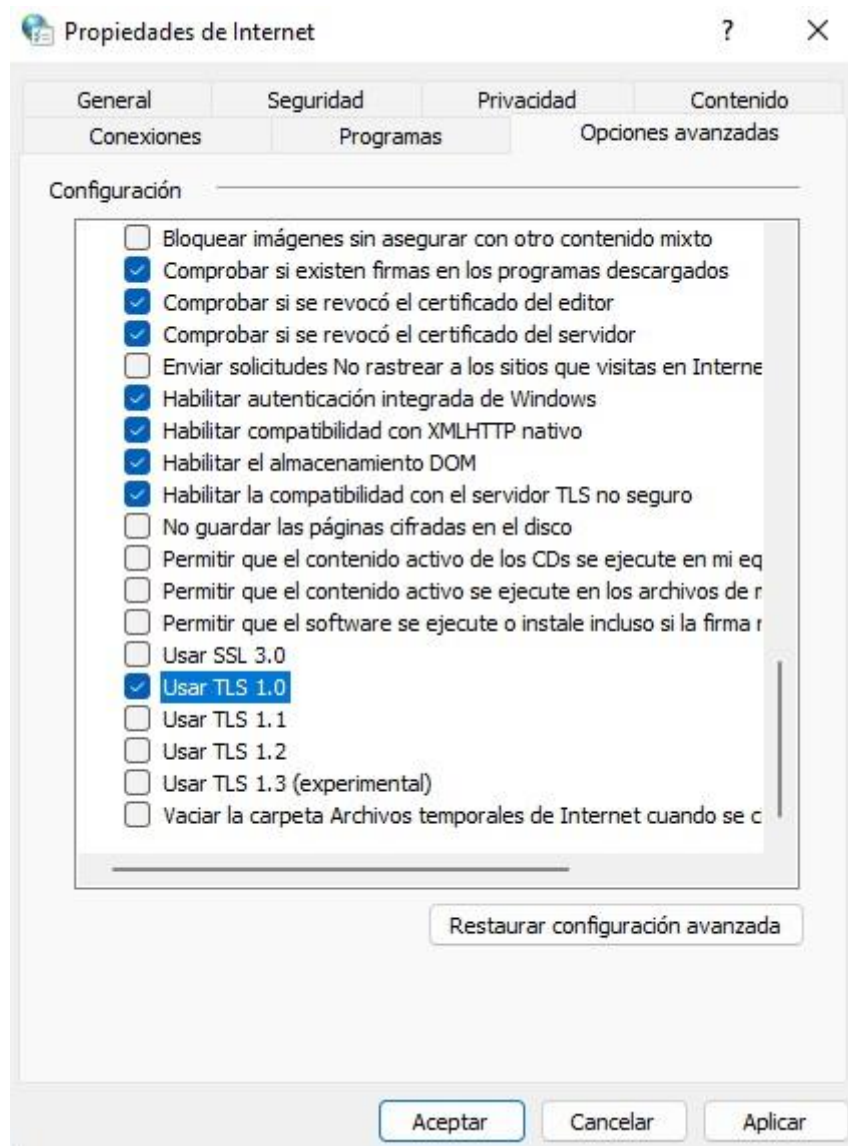 Propiedades de Internet
?
General Seguridad Privacidad Contenido
Conexiones Programas Opciones avanzadas
Configuración
Bloquear imágenes sin asegurar con otro contenido mixto
Comprobar si existen firmas en los programas descargados
Comprobar si se revocó el certificado del editor
Comprobar si se revocó el certificado del servidor
Enviar solicitudes No rastrear a los sitios que visitas en Interne
Habilitar autenticación integrada de Windows
Habilitar compatibilidad con XMLHTTP nativo
Habilitar el almacenamiento DOM
Habilitar la compatibilidad con el servidor TLS no seguro
No guardar las páginas cifradas en el disco
Permitir que el contenido activo de los CDs se ejecute en mi eq
Permitir que el contenido activo se ejecute en los archivos de
Permitir que el software se ejecute o instale incluso si la firma
Usar SSL 3.0
Usar TLS 1.0
Usar TLS 1.1
Usar TLS 1.2
Usar TLS 1.3 (experimental)
Vaciar la carpeta Archivos temporales de Internet cuando se c
Restaurar configuración avanzada
Aceptar Cancelar Aplicar